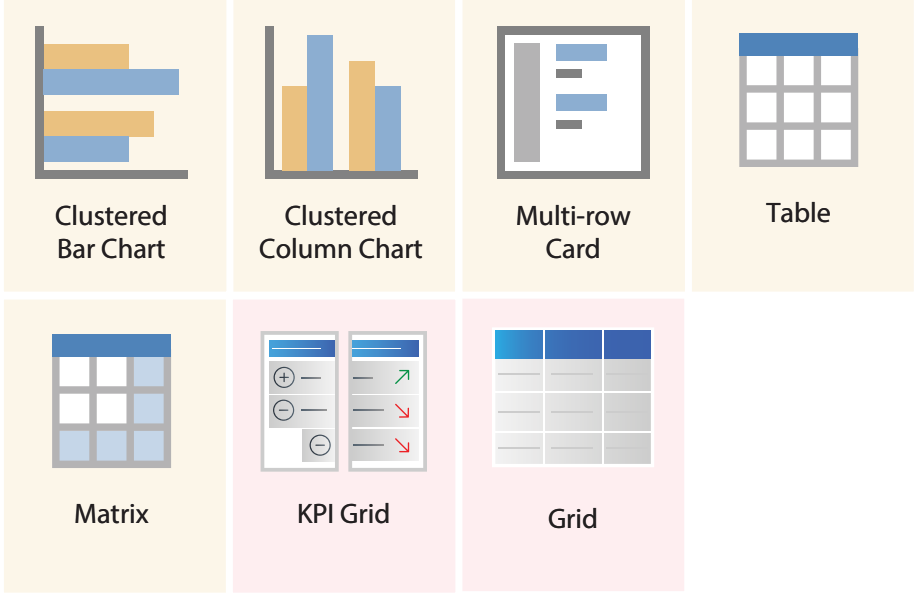 Clustered
Bar Chart
Clustered
Column Chart
Multi-row
Card
Table
Matrix
KPI Grid
Grid